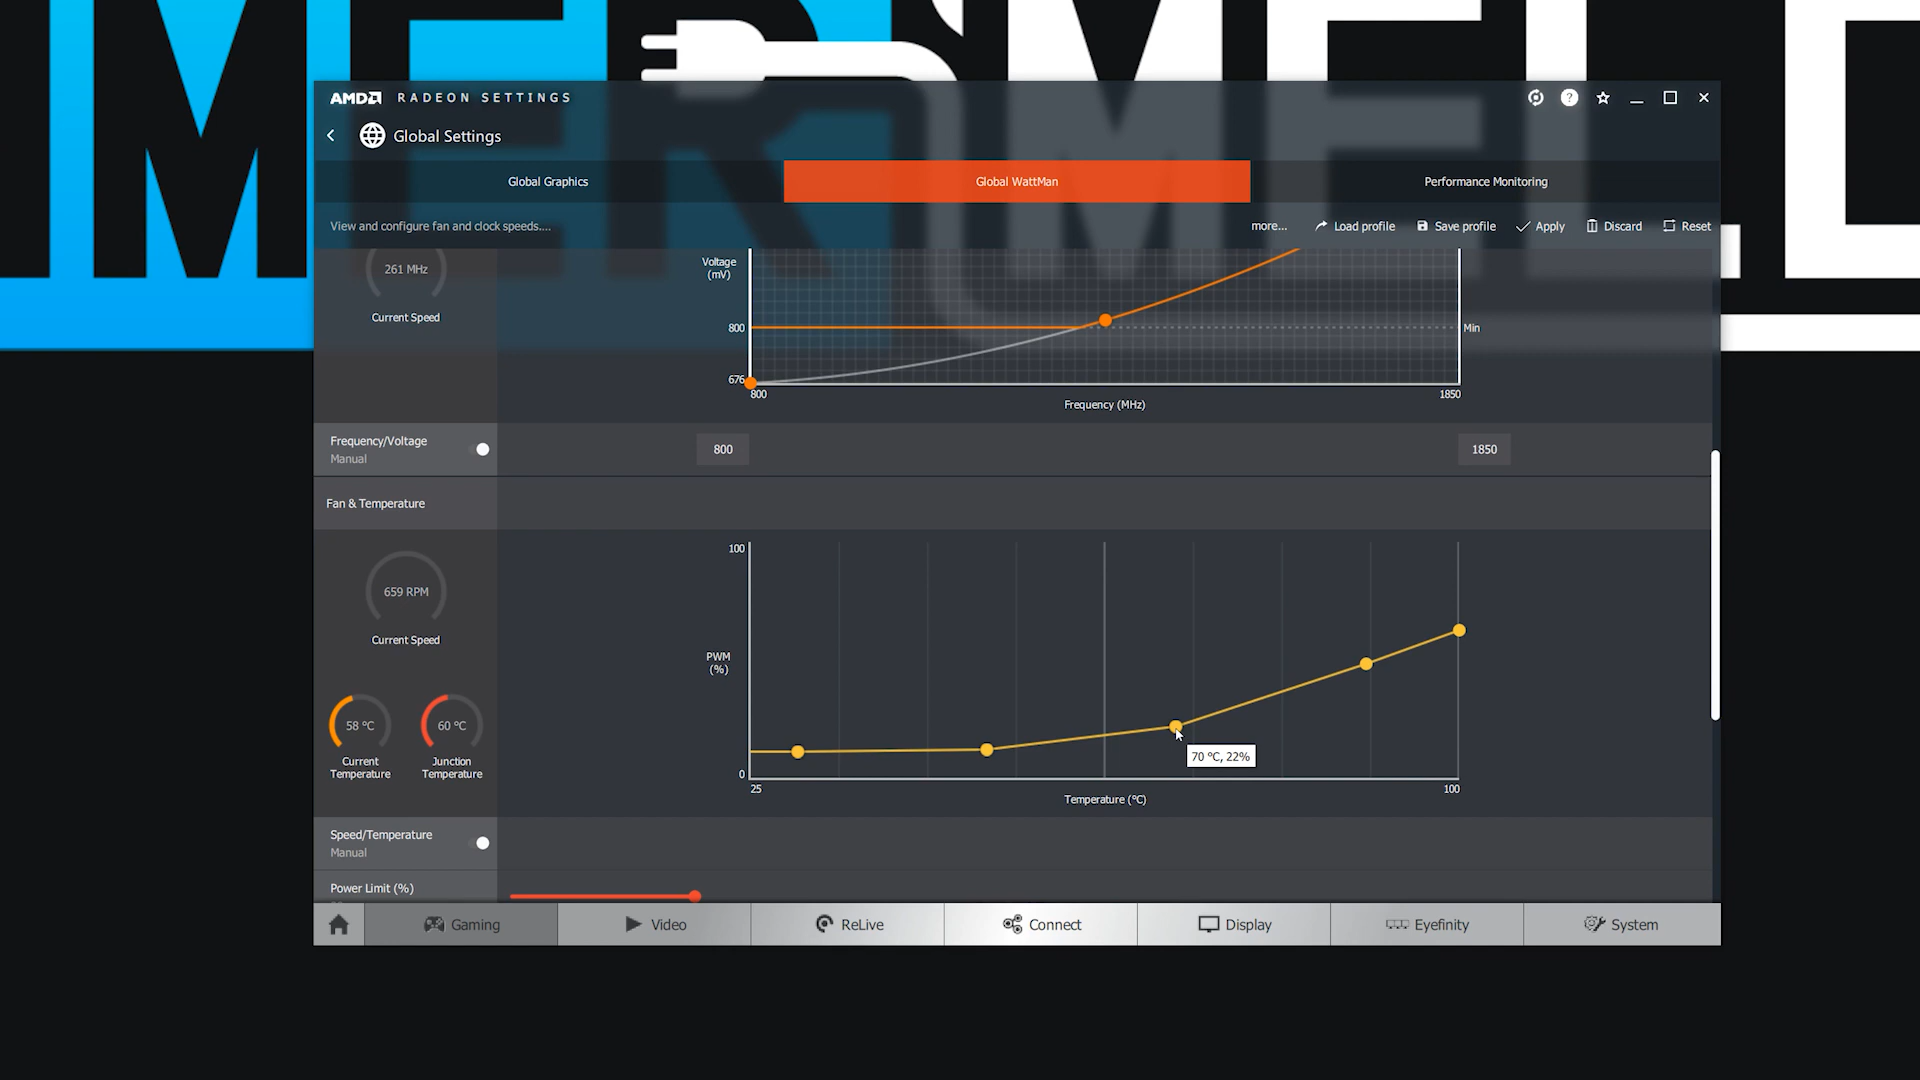 AMD RADEON SETTINGS
Global Settings
Global Graphics
Global WattMan
Performance Monitoring
View and configure fan and clock speeds....
more...
Load profile
Save profile
Apply
Discard
Reset
261 MHz
Current Speed
Voltage
(mV)
800
676
Min
800
1850
Frequency (MHz)
Frequency/Voltage
Manual
800
1850
Fan & Temperature
659 RPM
Current Speed
58 °C
60 °C
Current
Temperature
Junction
Temperature
100
PWM
(%)
0
70 °C, 22%
25
100
Temperature (°C)
Speed/Temperature
Manual
Power Limit (%)
Gaming
Video
ReLive
Connect
Display
Eyefinity
System